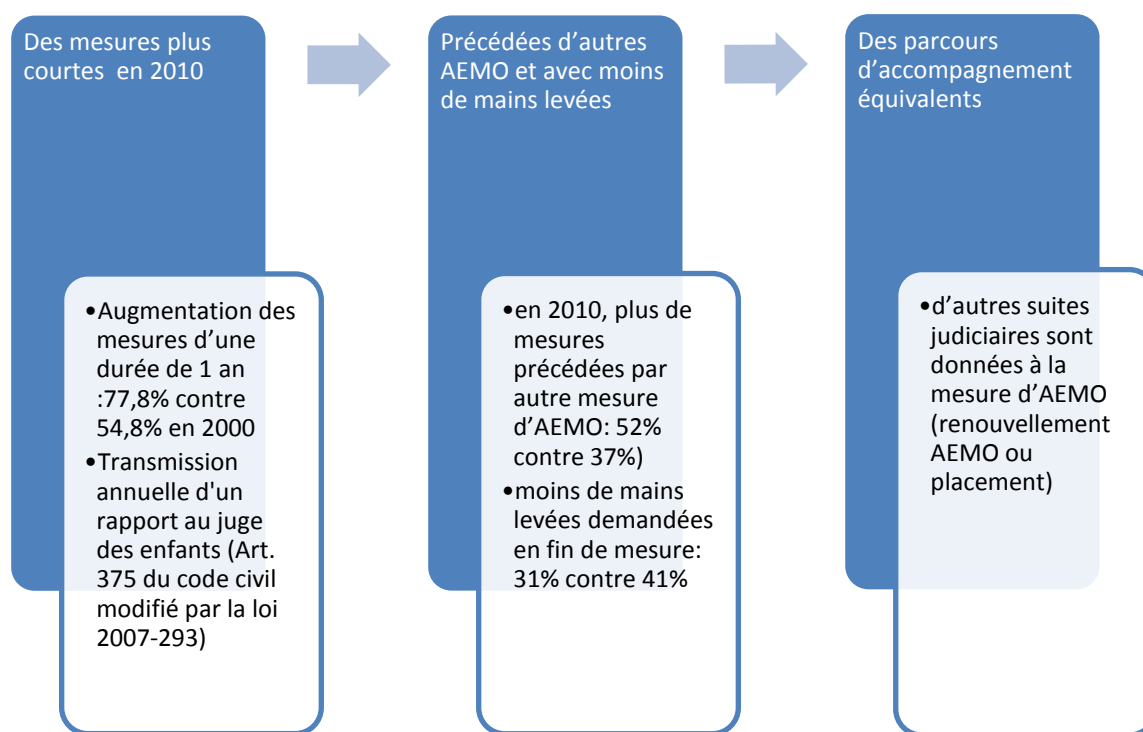 Des mesures plus
courtes en 2010
•Augmentation des
mesures d'une
durée de 1 an
:77,8% contre
54,8% en 2000
•Transmission
annuelle d'un
rapport au juge
des enfants (Art.
375 du code civil
modifié par la loi
2007-293)
Précédées d'autres
AEMO et avec moins
de mains levées
•en 2010, plus de
mesures
précédées par
autre mesure
d'AEMO: 52%
contre 37%)
•moins de mains
levées demandées
en fin de mesure:
31% contre 41%
Des parcours
d'accompagnement
équivalents
•d'autres suites
judiciaires sont
données à la
mesure d'AEMO
(renouvellement
AEMO ou
placement)